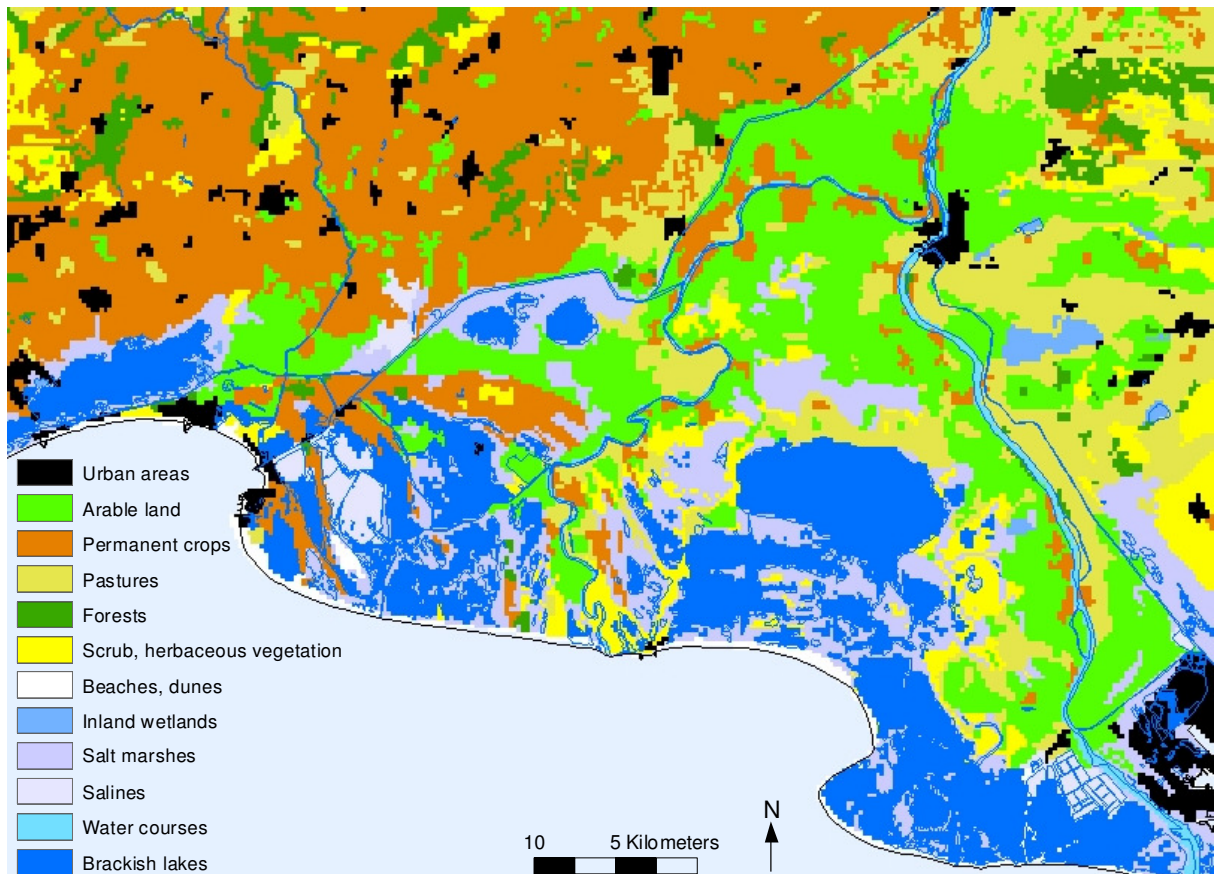 Urban areas
Arable land
Permanent crops
Pastures
Forests
Scrub, herbaceous vegetation
Beaches, dunes
Inland wetlands
Salt marshes
Salines
Water courses
Brackish lakes
10 5 Kilometers
N